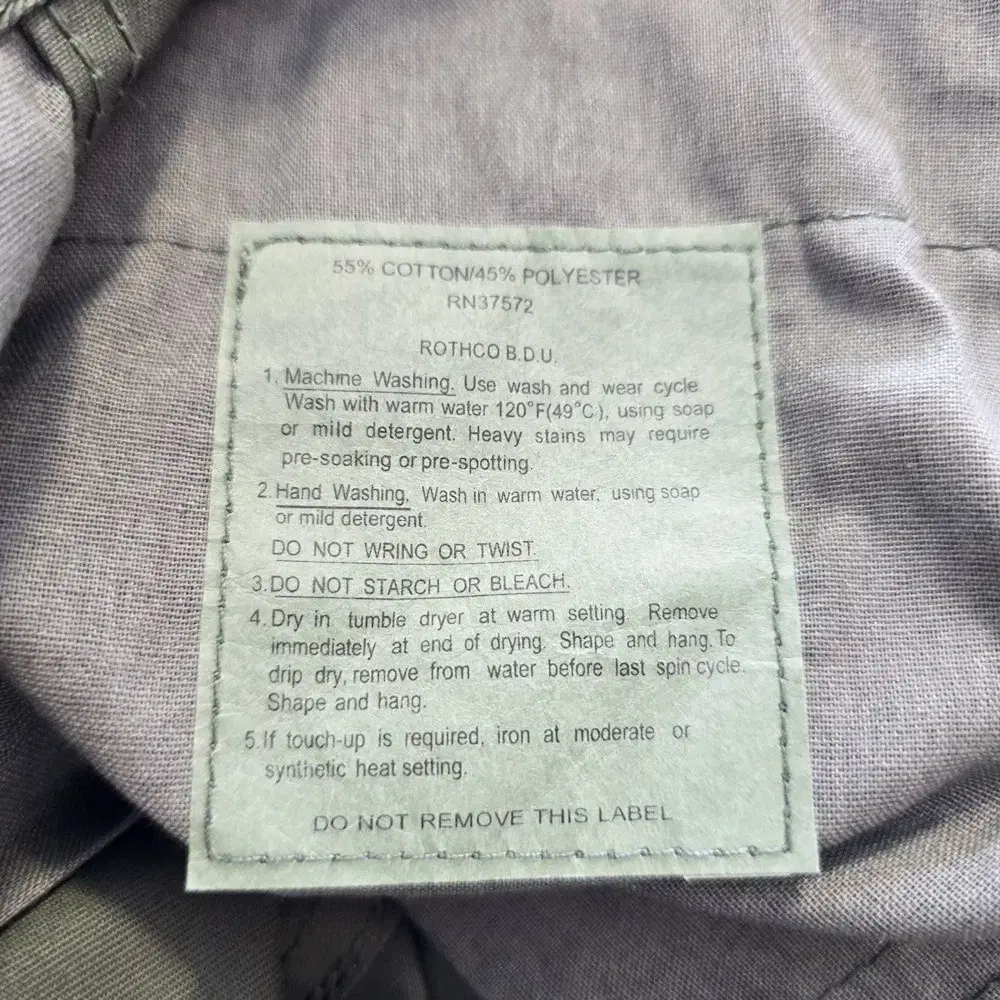 55% COTTON/45% POLYESTER
RN37572
ROTHCO B.D.U.
1. Machine Washing. Use wash and wear cycle.
Wash with warm water 120°F(49°C), using soap
or mild detergent. Heavy stains may require
pre-soaking or pre-spotting.
2. Hand Washing. Wash in warm water, using soap
or mild detergent.
DO NOT WRING OR TWIST.
3. DO NOT STARCH OR BLEACH.
4. Dry in tumble dryer at warm setting. Remove
immediately at end of drying. Shape and hang. To
drip dry, remove from water before last spin cycle.
Shape and hang.
5. If touch-up is required, iron at moderate or
synthetic heat setting.
DO NOT REMOVE THIS LABEL